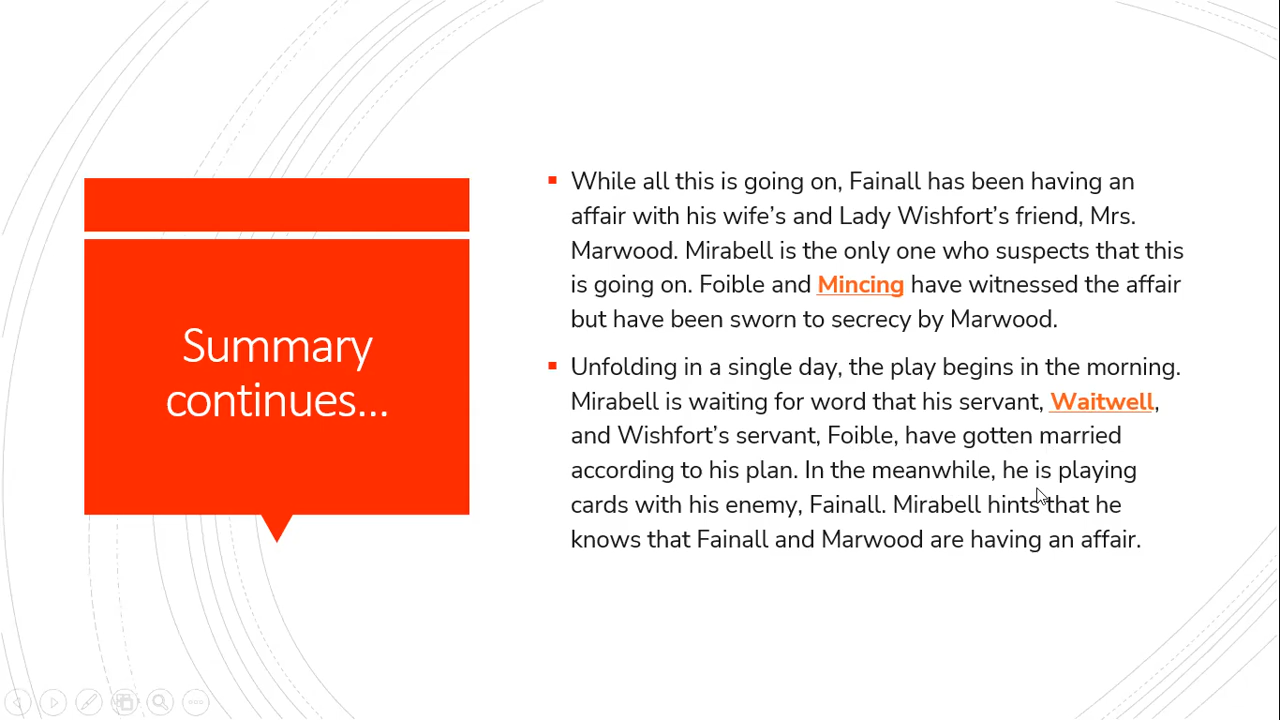 Summary
continues...
▪ While all this is going on, Fainall has been having an
affair with his wife’s and Lady Wishfort’s friend, Mrs.
Marwood. Mirabell is the only one who suspects that this
is going on. Foible and Mincing have witnessed the affair
but have been sworn to secrecy by Marwood.
▪ Unfolding in a single day, the play begins in the morning.
Mirabell is waiting for word that his servant, Waitwell,
and Wishfort’s servant, Foible, have gotten married
according to his plan. In the meanwhile, he is playing
cards with his enemy, Fainall. Mirabell hints that he
knows that Fainall and Marwood are having an affair.